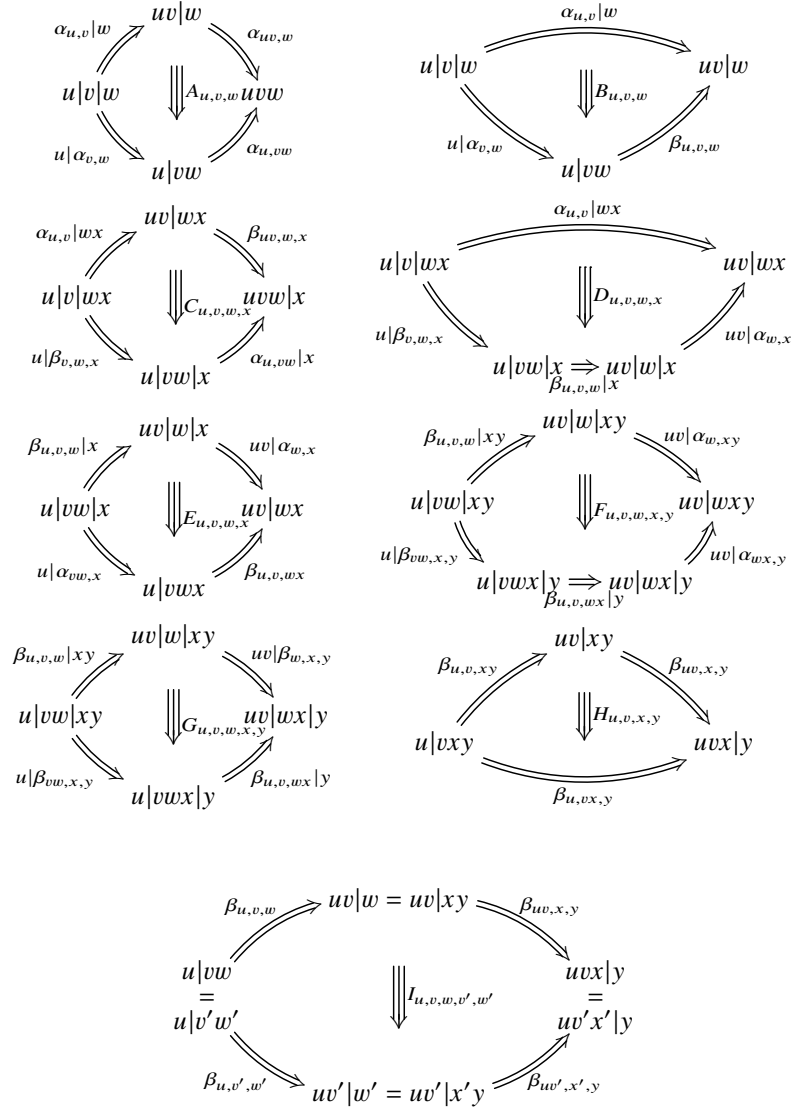 uv|w
α_{u,v}|w α_{uv,w}
u|v|w A_{u,v,w} uvw
u|α_{v,w} α_{u,vw}
u|vw
α_{u,v}|w
u|v|w uv|w
B_{u,v,w}
u|α_{v,w} β_{u,v,w}
u|vw
uv|wx
α_{u,v}|wx β_{uv,w,x}
u|v|wx C_{u,v,w,x} uvw|x
u|β_{v,w,x} α_{u,vw}|x
u|vw|x
α_{u,v}|wx
u|v|wx uv|wx
D_{u,v,w,x}
u|β_{v,w,x} uv|α_{w,x}
u|vw|x ⇒ uv|w|x
β_{u,v,w}|x
uv|w|x
β_{u,v,w}|x uv|α_{w,x}
u|vw|x E_{u,v,w,x} uv|wx
u|α_{vw,x} β_{u,v,wx}
u|vwx
uv|w|xy
β_{u,v,w}|xy uv|α_{w,xy}
u|vw|xy F_{u,v,w,x,y} uv|wxy
u|β_{vw,x,y} uv|α_{wx,y}
u|vwx|y ⇒ uv|wx|y
β_{u,v,wx}|y
uv|w|xy
β_{u,v,w}|xy uv|β_{w,x,y}
u|vw|xy G_{u,v,w,x,y} uv|wx|y
u|β_{vw,x,y} β_{u,v,wx}|y
u|vwx|y
uv|xy
β_{u,v,xy} β_{uv,x,y}
u|vxy H_{u,v,x,y} uvx|y
β_{u,vx,y}
β_{u,v,w} uv|w = uv|xy β_{uv,x,y}
u|vw uvx|y
= I_{u,v,w,v′,w′} =
u|v′w′ uv′x′|y
β_{u,v′,w′} β_{uv′,x′,y}
uv′|w′ = uv′|x′y